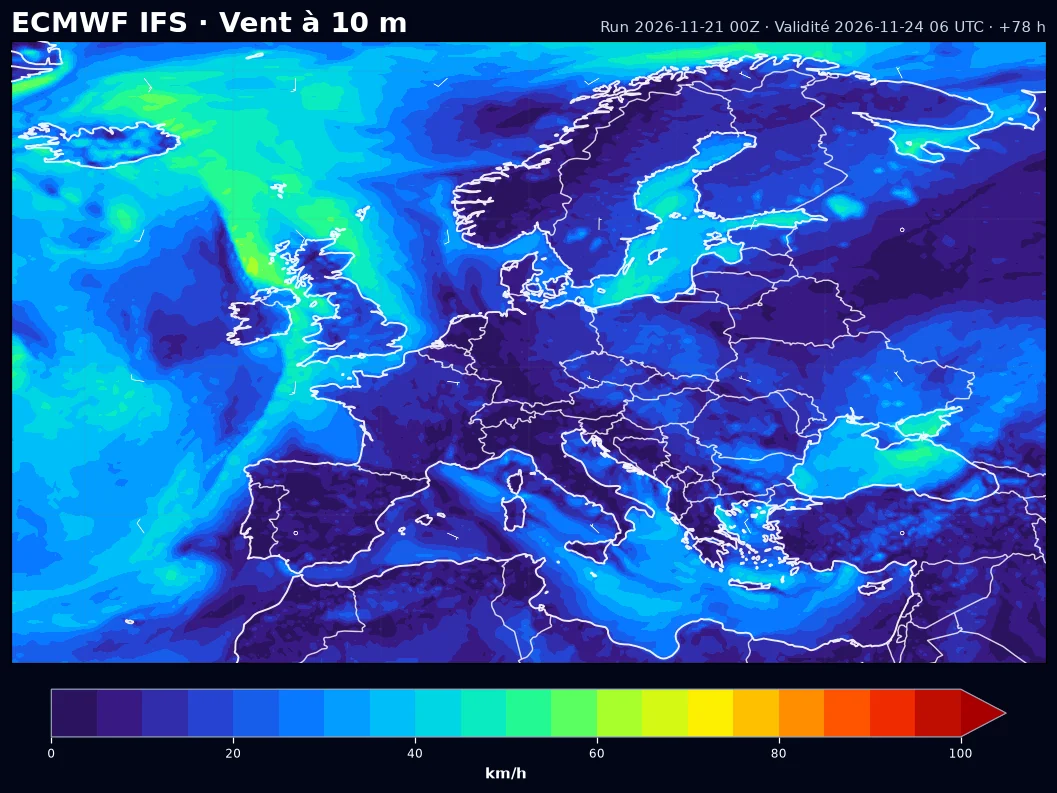 ECMWF IFS · Vent à 10 m
Run 2026-11-21 00Z · Validité 2026-11-24 06 UTC · +78 h
0 20 40 60 80 100
km/h